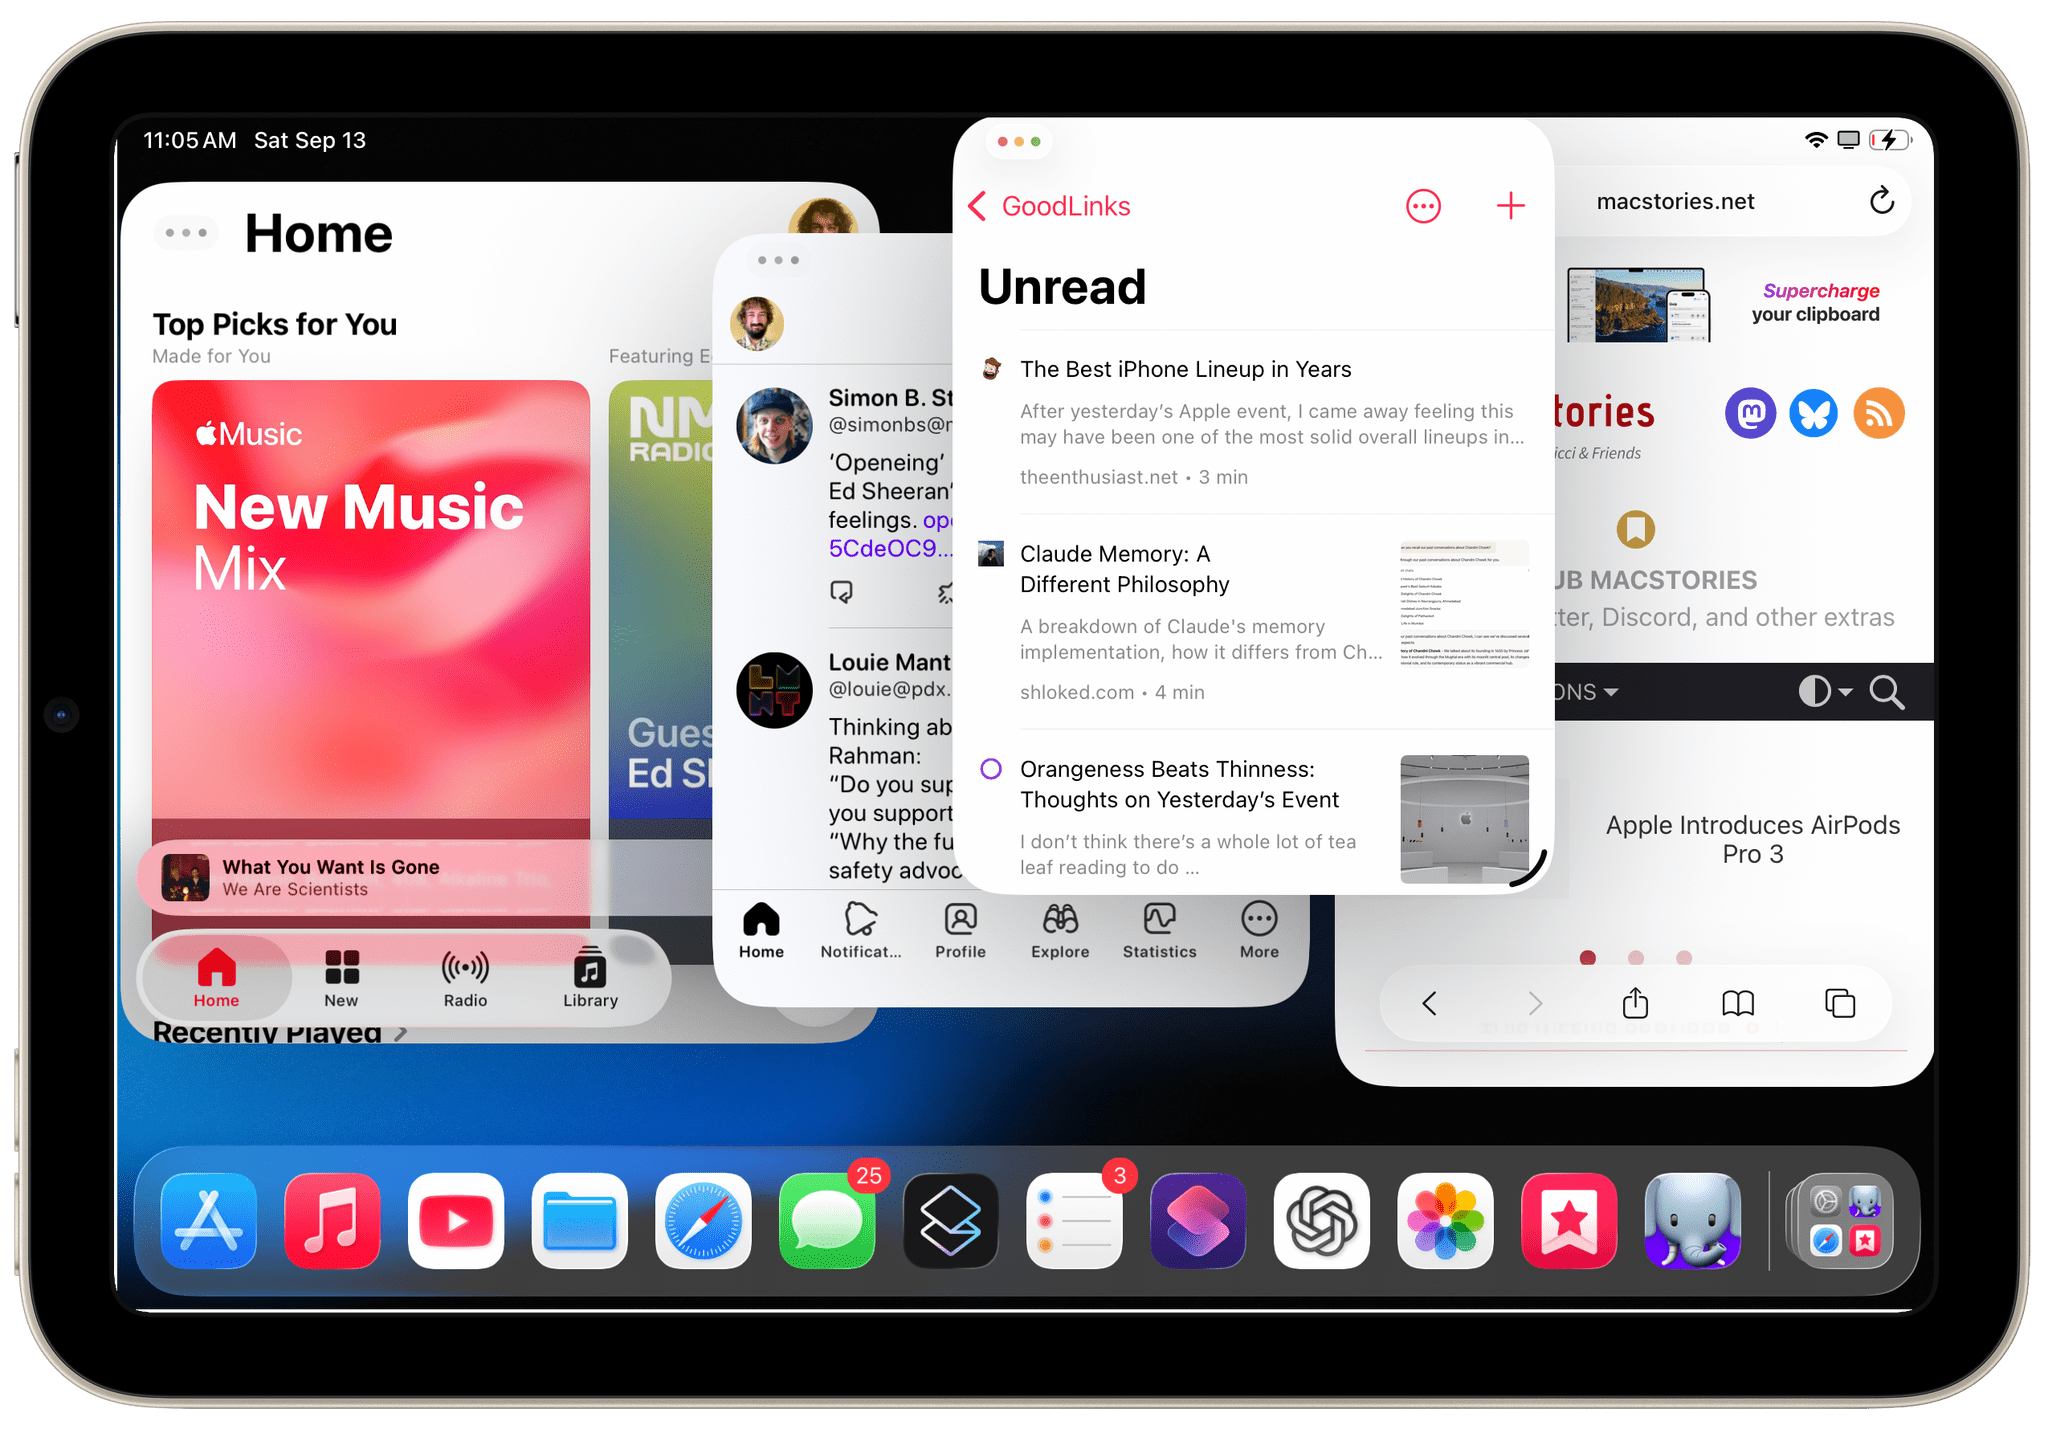 11:05 AM Sat Sep 13
Home
Top Picks for You
Made for You
Featuring E
Music
New Music
Mix
NM
RADIO
Gues
Ed Sh
What You Want Is Gone
We Are Scientists
Home
New
Radio
Library
Recently Played
Simon B. St
@simonbs@m
‘Openeing’
Ed Sheeran’
feelings. ope
5CdeOC9...
Louie Mant
@louie@pdx.
Thinking ab
Rahman:
“Do you sup
you support
“Why the fu
safety advoc
Home
Notificat...
Profile
Explore
Statistics
More
GoodLinks
Unread
The Best iPhone Lineup in Years
After yesterday’s Apple event, I came away feeling this
may have been one of the most solid overall lineups in...
theenthusiast.net • 3 min
Claude Memory: A
Different Philosophy
A breakdown of Claude's memory
implementation, how it differs from Ch...
shloked.com • 4 min
Orangeness Beats Thinness:
Thoughts on Yesterday’s Event
I don’t think there’s a whole lot of tea
leaf reading to do ...
macstories.net
Supercharge
your clipboard
tories
icci & Friends
UB MACSTORIES
tter, Discord, and other extras
ONS
Apple Introduces AirPods
Pro 3
25
3